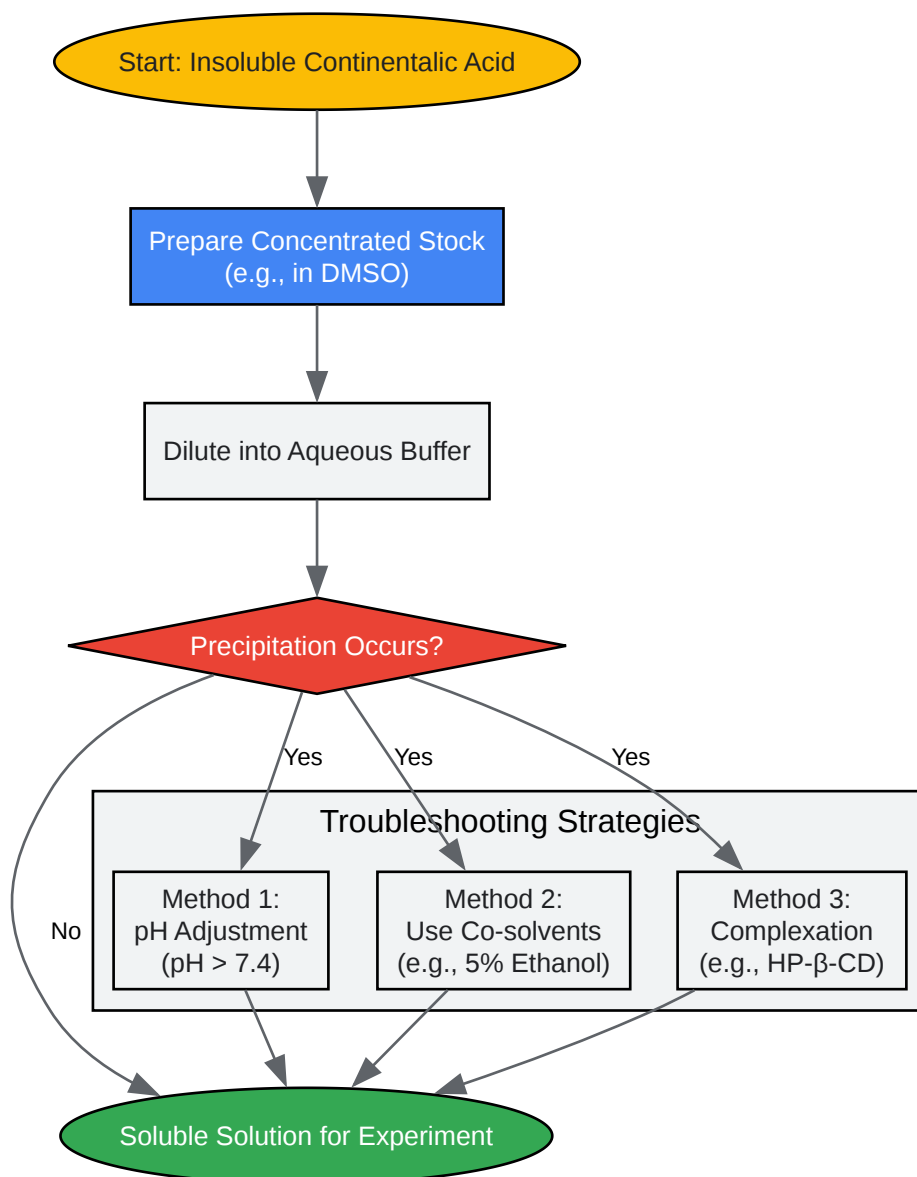 Start: Insoluble Continentalic Acid
Prepare Concentrated Stock
(e.g., in DMSO)
Dilute into Aqueous Buffer
Precipitation Occurs?
Yes
Yes
Yes
Troubleshooting Strategies
Method 1:
pH Adjustment
(pH > 7.4)
Method 2:
Use Co-solvents
(e.g., 5% Ethanol)
Method 3:
Complexation
(e.g., HP-β-CD)
No
Soluble Solution for Experiment